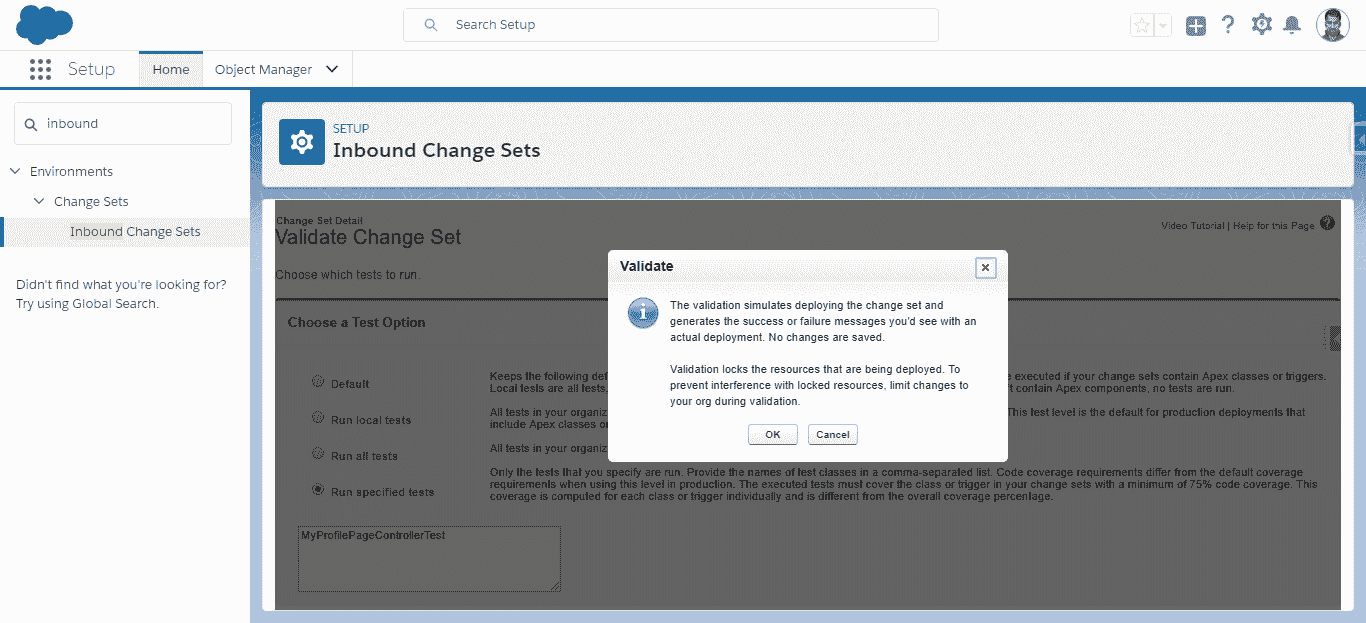 Search Setup
Setup
Home
Object Manager
inbound
Environments
Change Sets
Inbound Change Sets
Didn't find what you're looking for?
Try using Global Search.
SETUP
Inbound Change Sets
Change Set Detail
Validate Change Set
Video Tutorial | Help for this Page
Choose which tests to run.
Choose a Test Option
Validate
The validation simulates deploying the change set and
generates the success or failure messages you'd see with an
actual deployment. No changes are saved.
Validation locks the resources that are being deployed. To
prevent interference with locked resources, limit changes to
your org during validation.
OK
Cancel
Default
Keeps the following def
executed if your change sets contain Apex classes or triggers.
Local tests are all tests,
t contain Apex components, no tests are run.
Run local tests
All tests in your organiz
This test level is the default for production deployments that
include Apex classes o
Run all tests
All tests in your organiz
Run specified tests
Only the tests that you specify are run. Provide the names of test classes in a comma-separated list. Code coverage requirements differ from the default coverage
requirements when using this level in production. The executed tests must cover the class or trigger in your change sets with a minimum of 75% code coverage. This
coverage is computed for each class or trigger individually and is different from the overall coverage percentage.
MyProfilePageControllerTest